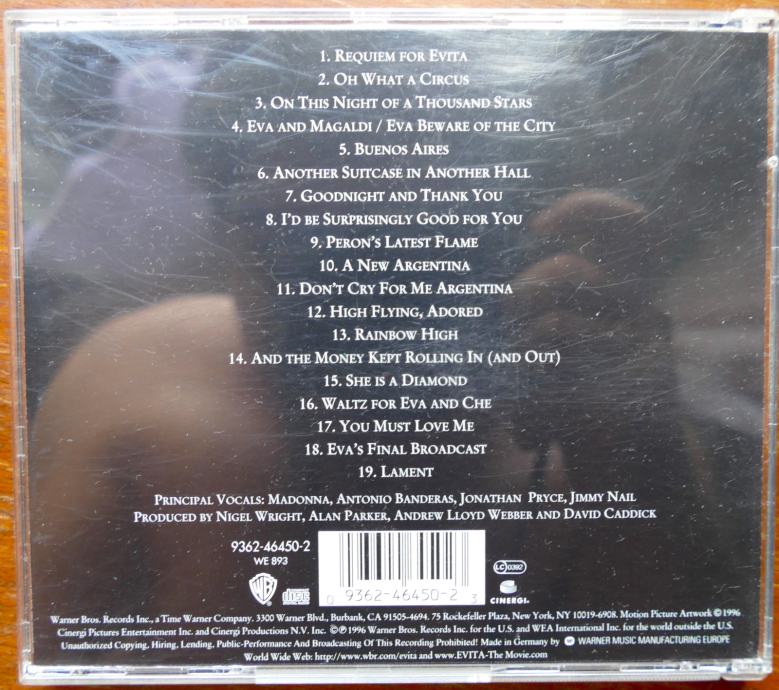 1. Requiem for Evita
2. Oh What a Circus
3. On This Night of a Thousand Stars
4. Eva and Magaldi / Eva Beware of the City
5. Buenos Aires
6. Another Suitcase in Another Hall
7. Goodnight and Thank You
8. I'd be Surprisingly Good for You
9. Peron's Latest Flame
10. A New Argentina
11. Don't Cry For Me Argentina
12. High Flying, Adored
13. Rainbow High
14. And the Money Kept Rolling In (and Out)
15. She is a Diamond
16. Waltz for Eva and Che
17. You Must Love Me
18. Eva's Final Broadcast
19. Lament
Principal Vocals: Madonna, Antonio Banderas, Jonathan Pryce, Jimmy Nail
Produced by Nigel Wright, Alan Parker, Andrew Lloyd Webber and David Caddick
9362-46450-2
WE 893
WB disc
0 9362-46450-2 3
LC 0392
CINERGI.
Warner Bros. Records Inc., a Time Warner Company. 3300 Warner Blvd., Burbank, CA 91505-4694. 75 Rockefeller Plaza, New York, NY 10019-6908. Motion Picture Artwork © 1996
Cinergi Pictures Entertainment Inc. and Cinergi Productions N.V. Inc. ©℗ 1996 Warner Bros. Records Inc. for the U.S. and WEA International Inc. for the world outside the U.S.
Unauthorized Copying, Hiring, Lending, Public-Performance And Broadcasting Of This Recording Prohibited! Made in Germany by WARNER MUSIC MANUFACTURING EUROPE
World Wide Web: http://www.wbr.com/evita and www.EVITA-The Movie.com